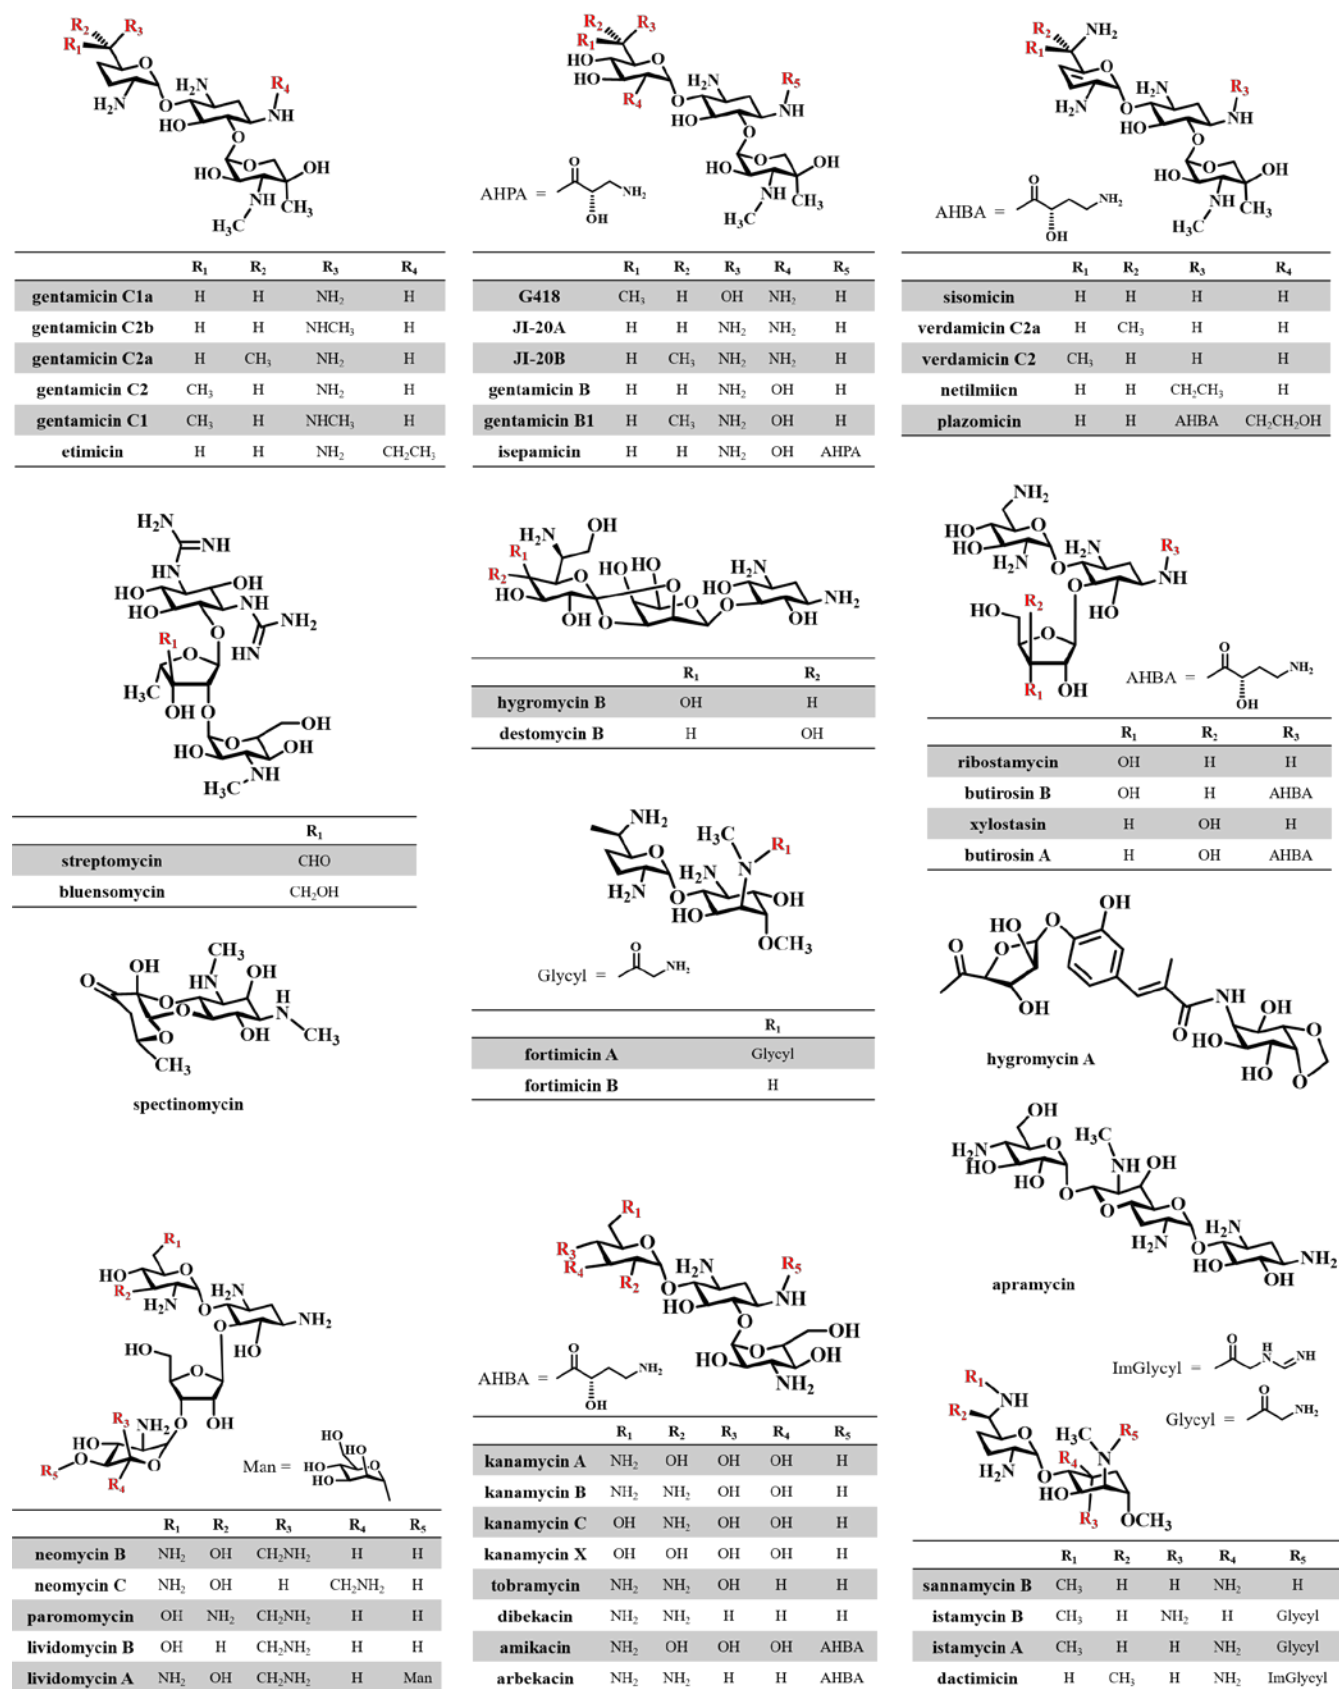 R₂ R₃
R₁
H₂N
H₂N
R₄
O
O
NH
HO
O
HO
O
OH
NH
CH₃
H₃C
R₁ R₂ R₃ R₄
gentamicin C1a H H NH₂ H
gentamicin C2b H H NHCH₃ H
gentamicin C2a H CH₃ NH₂ H
gentamicin C2 CH₃ H NH₂ H
gentamicin C1 CH₃ H NHCH₃ H
etimicin H H NH₂ CH₂CH₃
R₂ R₃
R₁
HO
O
HO
H₂N
R₅
R₄
O
NH
HO
O
O
HO
OH
NH
CH₃
H₃C
AHPA =
O
NH₂
OH
R₁ R₂ R₃ R₄ R₅
G418 CH₃ H OH NH₂ H
JI-20A H H NH₂ NH₂ H
JI-20B H CH₃ NH₂ NH₂ H
gentamicin B H H NH₂ OH H
gentamicin B1 H CH₃ NH₂ OH H
isepamicin H H NH₂ OH AHPA
R₂ NH₂
R₁
O
H₂N
H₂N
R₃
O
NH
HO
O
O
HO
OH
NH
CH₃
H₃C
AHBA =
O
NH₂
OH
R₁ R₂ R₃ R₄
sisomicin H H H H
verdamicin C2a H CH₃ H H
verdamicin C2 CH₃ H H H
netilmiicn H H CH₂CH₃ H
plazomicin H H AHBA CH₂CH₂OH
H₂N
NH
NH
HO OH
HO
NH NH₂
O
NH
R₁
O
H₃C
OH
O
O
OH
HO
OH
NH
H₃C
R₁
streptomycin CHO
bluensomycin CH₂OH
H₂N OH
R₁
R₂
HO HO
O
HO
OH
O
O
O
O
H₂N
HO
HO
NH₂
R₁ R₂
hygromycin B OH H
destomycin B H OH
NH₂
HO
O
HO
H₂N
H₂N
R₃
O
NH
O
OH
HO
R₂
O
R₁ OH
AHBA =
O
NH₂
OH
R₁ R₂ R₃
ribostamycin OH H H
butirosin B OH H AHBA
xylostasin H OH H
butirosin A H OH AHBA
CH₃
OH
O
NH OH
H
N
O
O
O
OH
CH₃
CH₃
spectinomycin
NH₂
H₃C
R₁
O
N
H₂N
H₂N
O
OH
HO
OCH₃
Glycyl =
O
NH₂
R₁
fortimicin A Glycyl
fortimicin B H
OH
HO
O
O
O
OH
NH OH
O
HO
HO
O
O
hygromycin A
OH
H₂N
O
HO
HO
H₃C
NH OH
O
O
O
H₂N
O
H₂N
HO
OH
NH₂
apramycin
R₁
HO
O
R₂
H₂N
H₂N
O
NH₂
O HO
HO
O
OH
O
R₃
NH₂
HO
O
O
R₅
R₄
Man =
HO
OH
HO
HO
O
R₁ R₂ R₃ R₄ R₅
neomycin B NH₂ OH CH₂NH₂ H H
neomycin C NH₂ OH H CH₂NH₂ H
paromomycin OH NH₂ CH₂NH₂ H H
lividomycin B OH H CH₂NH₂ H H
lividomycin A NH₂ OH CH₂NH₂ H Man
R₁
R₃
O
R₄
R₂
H₂N
R₅
O
NH
HO
O
O
OH
HO
OH
NH₂
AHBA =
O
NH₂
OH
R₁ R₂ R₃ R₄ R₅
kanamycin A NH₂ OH OH OH H
kanamycin B NH₂ NH₂ OH OH H
kanamycin C OH NH₂ OH OH H
kanamycin X OH OH OH OH H
tobramycin NH₂ NH₂ OH H H
dibekacin NH₂ NH₂ H H H
amikacin NH₂ OH OH OH AHBA
arbekacin NH₂ NH₂ H H AHBA
ImGlycyl =
O
H
N
NH
Glycyl =
O
NH₂
R₁
NH
R₂
O
H₃C
R₅
N
H₂N
R₄
O
HO
R₃
OCH₃
R₁ R₂ R₃ R₄ R₅
sannamycin B CH₃ H H NH₂ H
istamycin B CH₃ H NH₂ H Glycyl
istamycin A CH₃ H H NH₂ Glycyl
dactimicin H CH₃ H NH₂ ImGlycyl